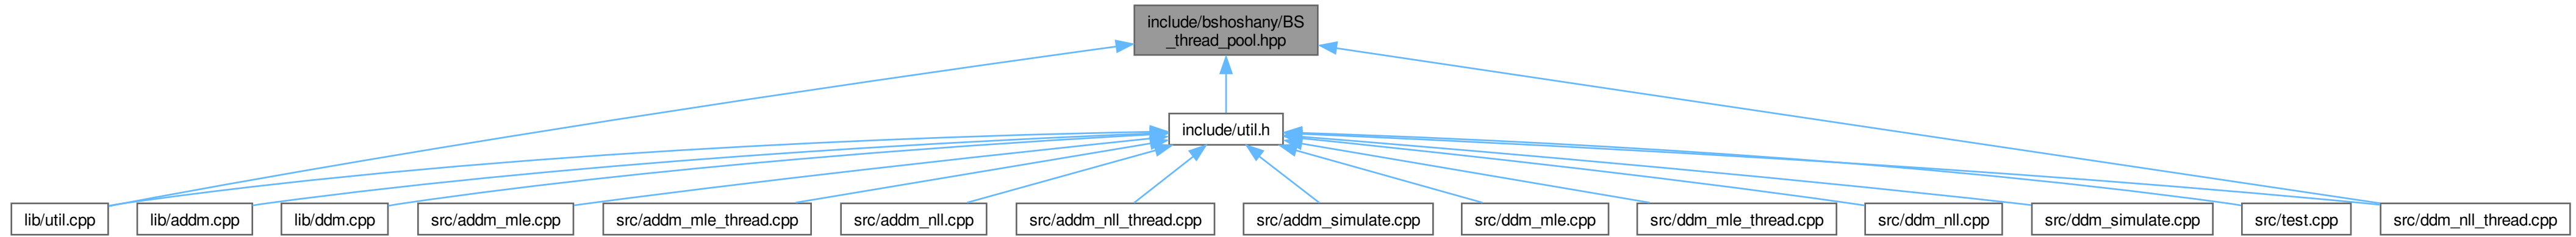 include/bshoshany/BS
_thread_pool.hpp
include/util.h
lib/util.cpp
lib/addm.cpp
lib/ddm.cpp
src/addm_mle.cpp
src/addm_mle_thread.cpp
src/addm_nll.cpp
src/addm_nll_thread.cpp
src/addm_simulate.cpp
src/ddm_mle.cpp
src/ddm_mle_thread.cpp
src/ddm_nll.cpp
src/ddm_simulate.cpp
src/test.cpp
src/ddm_nll_thread.cpp